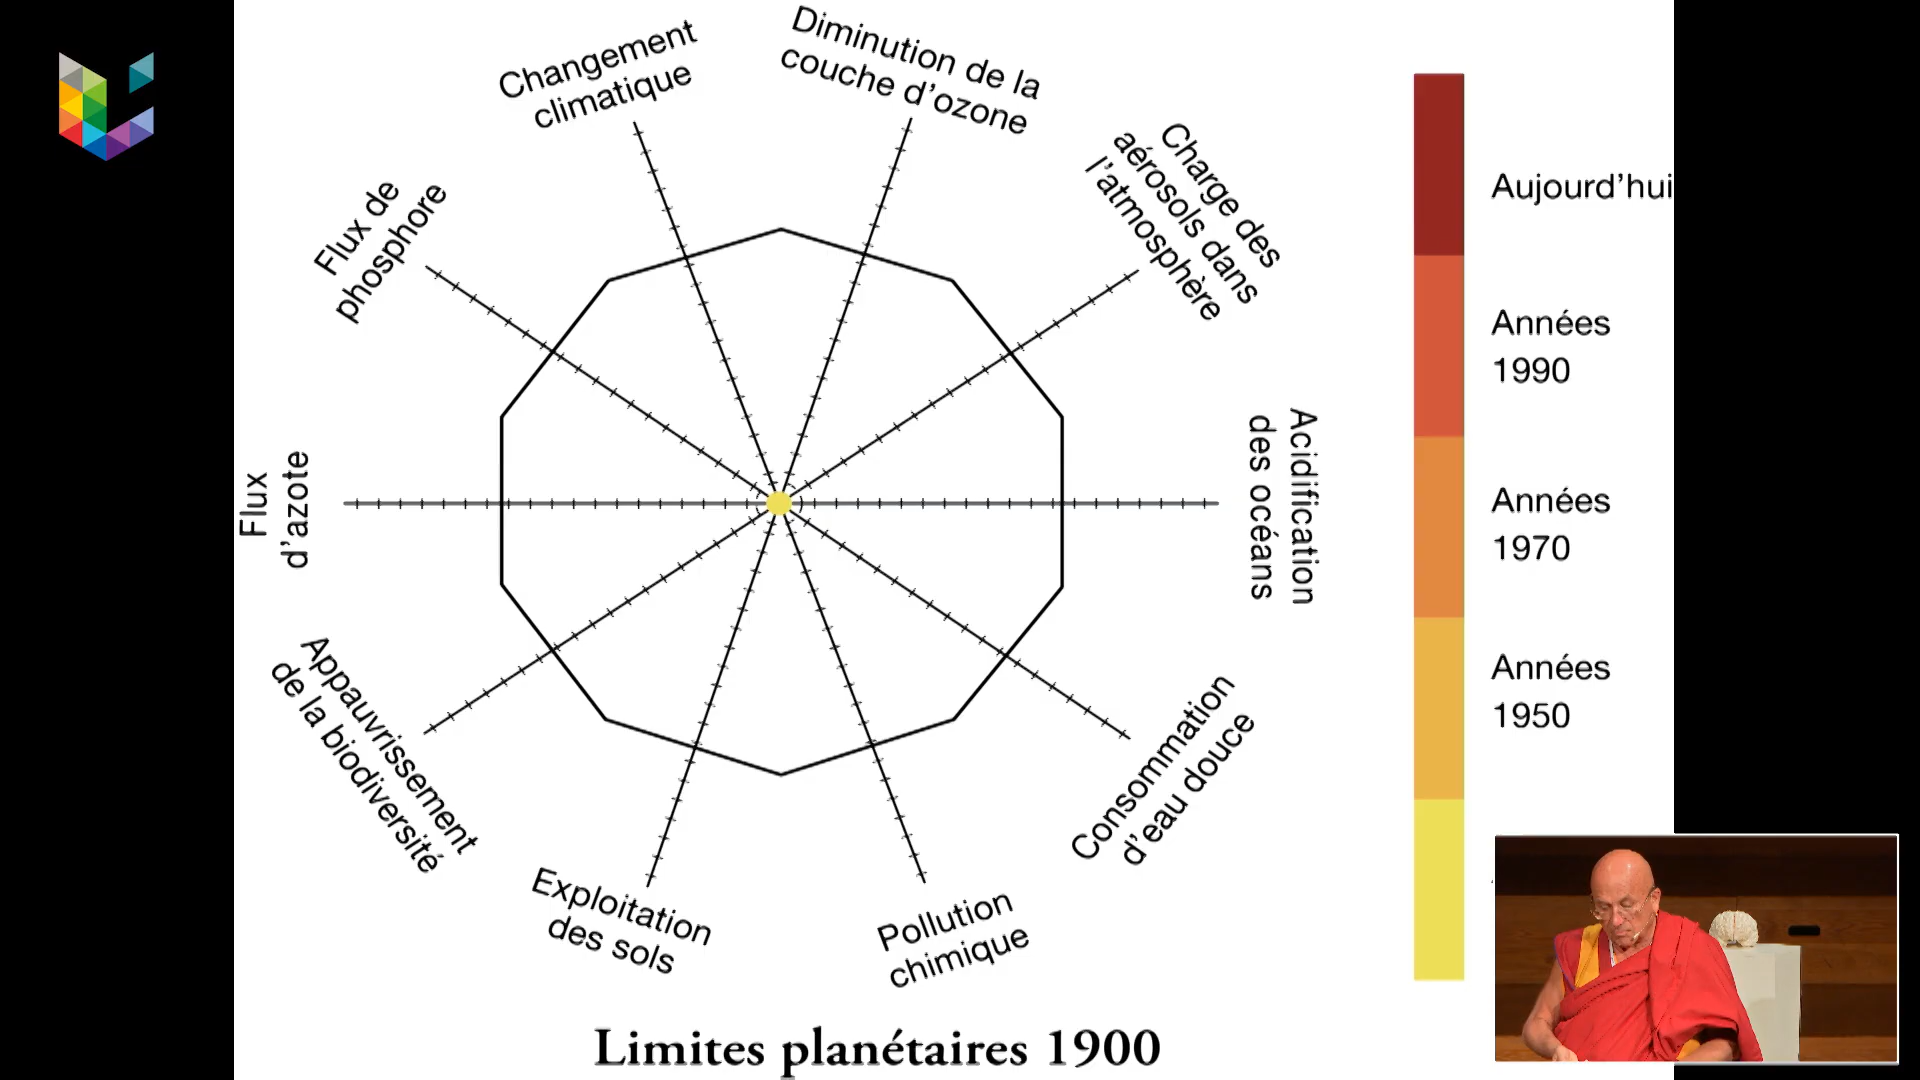 Changement
climatique
Diminution de la
couche d’ozone
Charge des
aérosols dans
l’atmosphère
Acidification
des océans
Consommation
d’eau douce
Pollution
chimique
Exploitation
des sols
Appauvrissement
de la biodiversité
Flux
d’azote
Flux de
phosphore
Aujourd’hui
Années
1990
Années
1970
Années
1950
Limites planétaires 1900